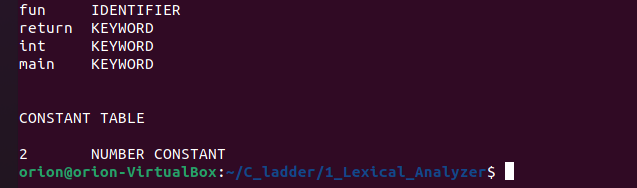 fun     IDENTIFIER
return  KEYWORD
int     KEYWORD
main    KEYWORD
CONSTANT TABLE
2       NUMBER CONSTANT
orion@orion-VirtualBox:~/C_ladder/1_Lexical_Analyzer$